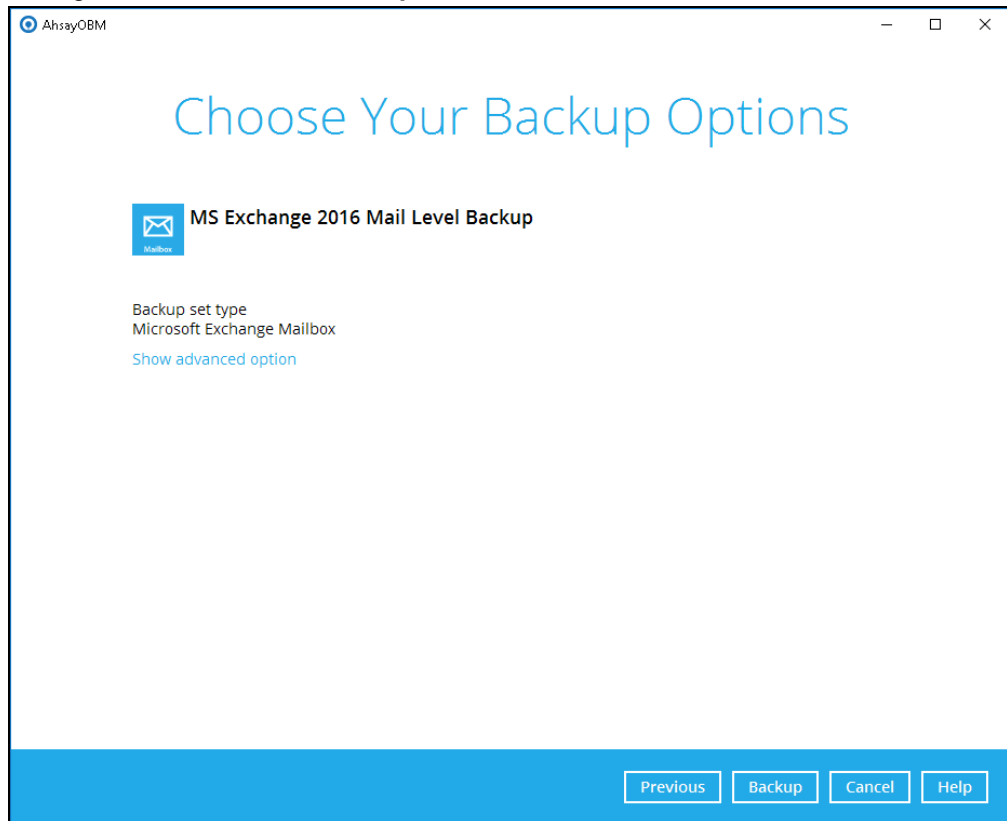 AhsayOBM
Choose Your Backup Options
MS Exchange 2016 Mail Level Backup
Mailbox
Backup set type
Microsoft Exchange Mailbox
Show advanced option
Previous
Backup
Cancel
Help